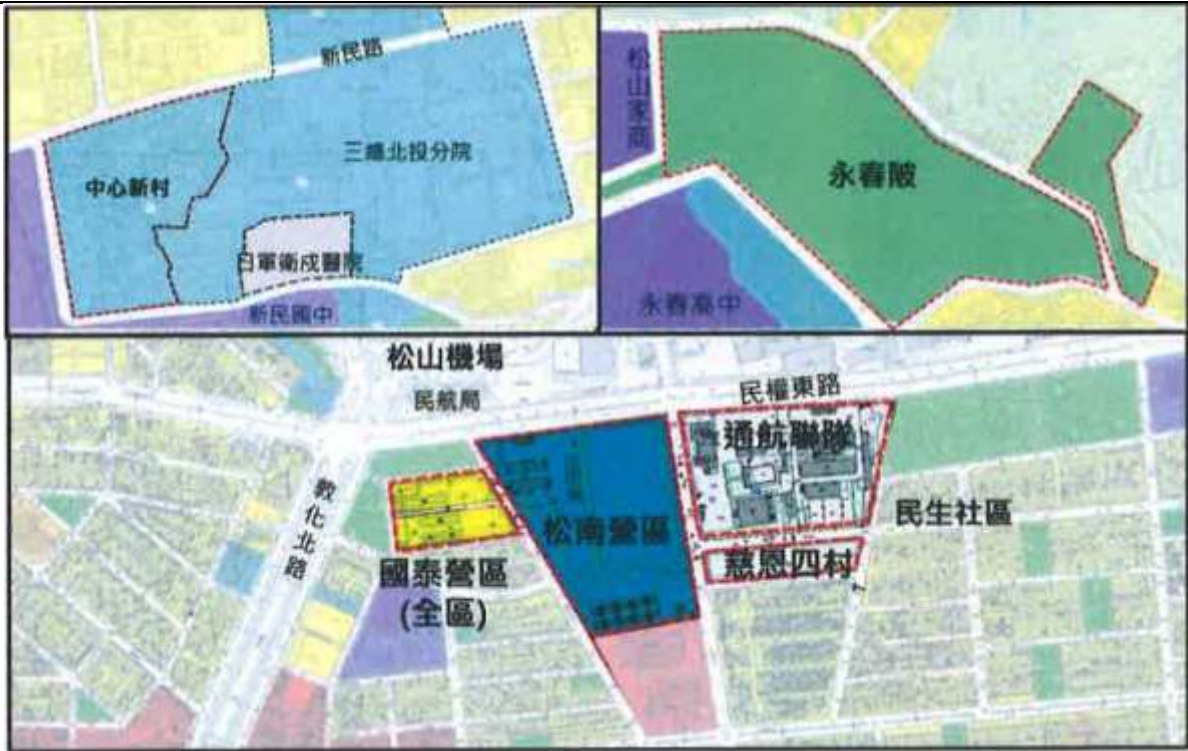 新民路
三總北投分院
中心新村
日軍衛戍醫院
新民國中
松山家商
永春陂
永春高中
松山機場
民航局
民權東路
通航聯隊
敦化北路
松南營區
民生社區
國泰營區
(全區)
慈恩四村